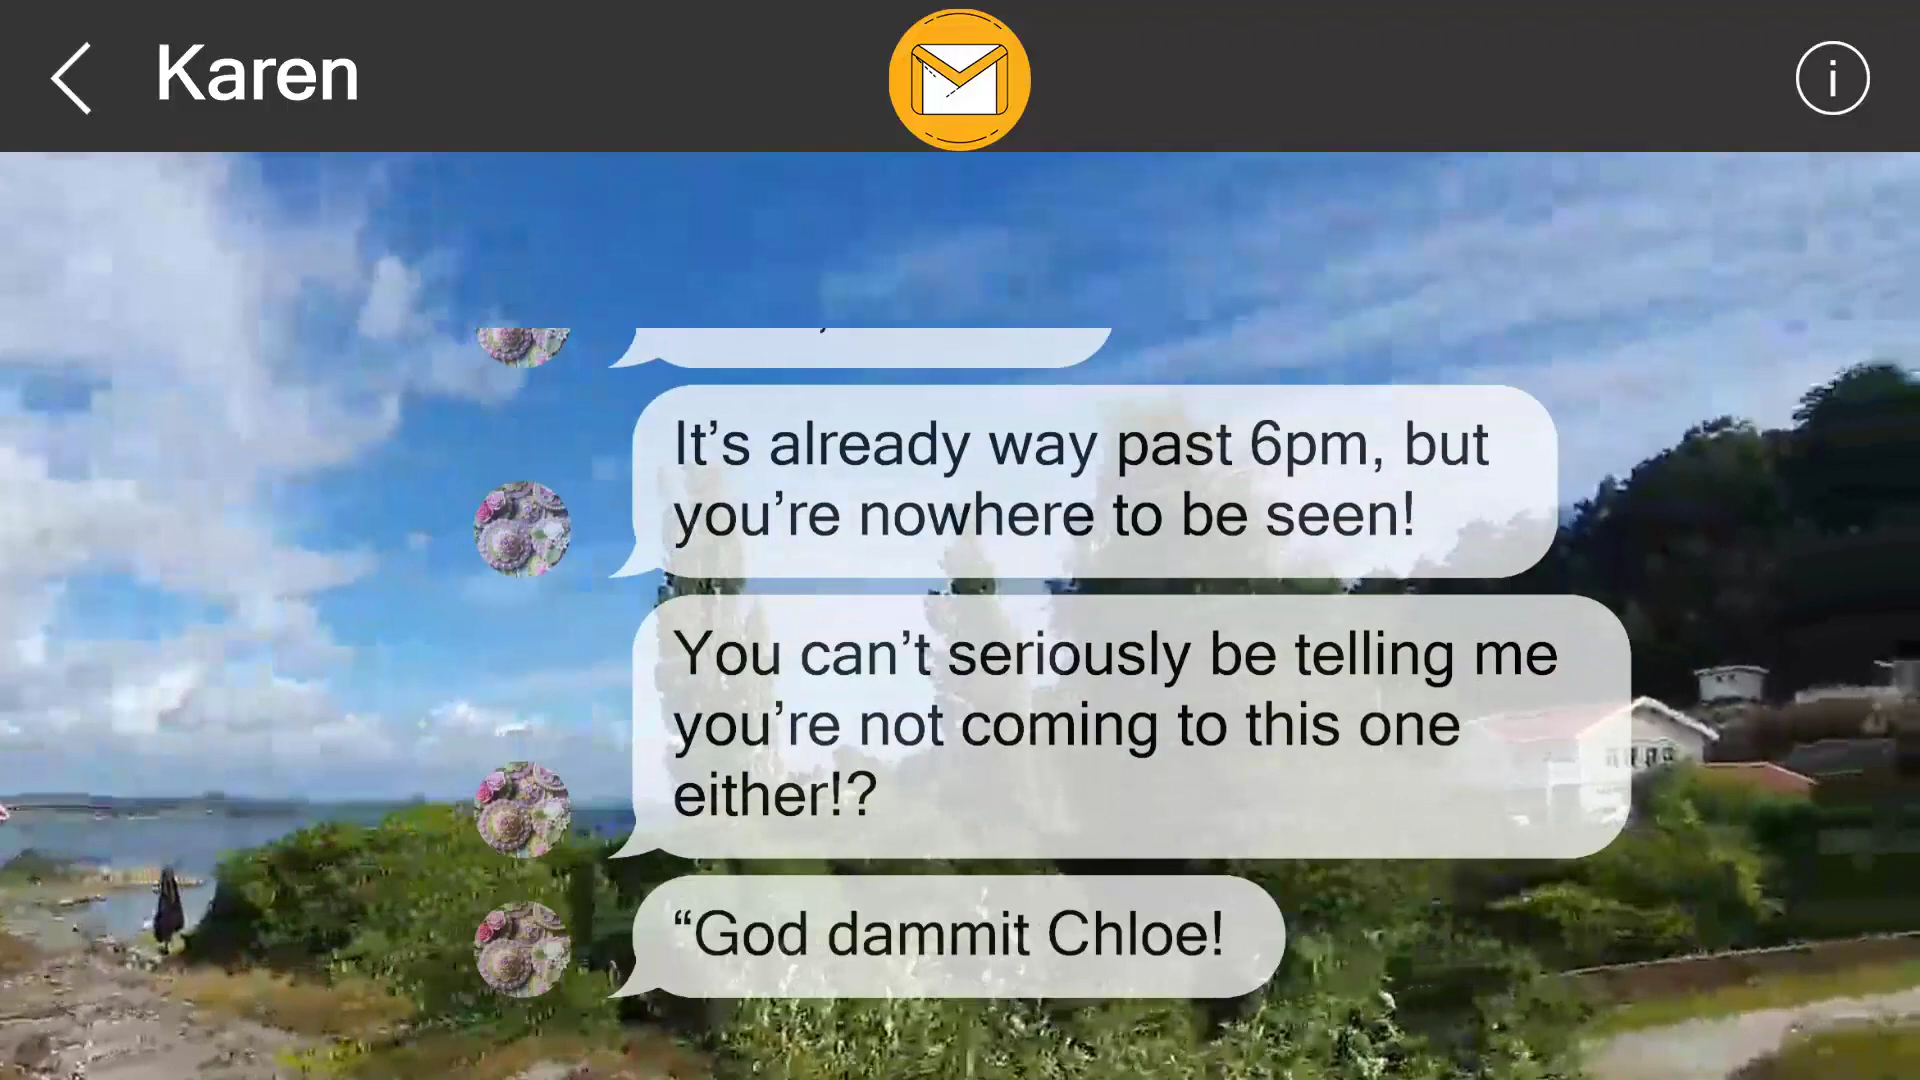 Karen
It’s already way past 6pm, but
you’re nowhere to be seen!
You can’t seriously be telling me
you’re not coming to this one
either!?
“God dammit Chloe!